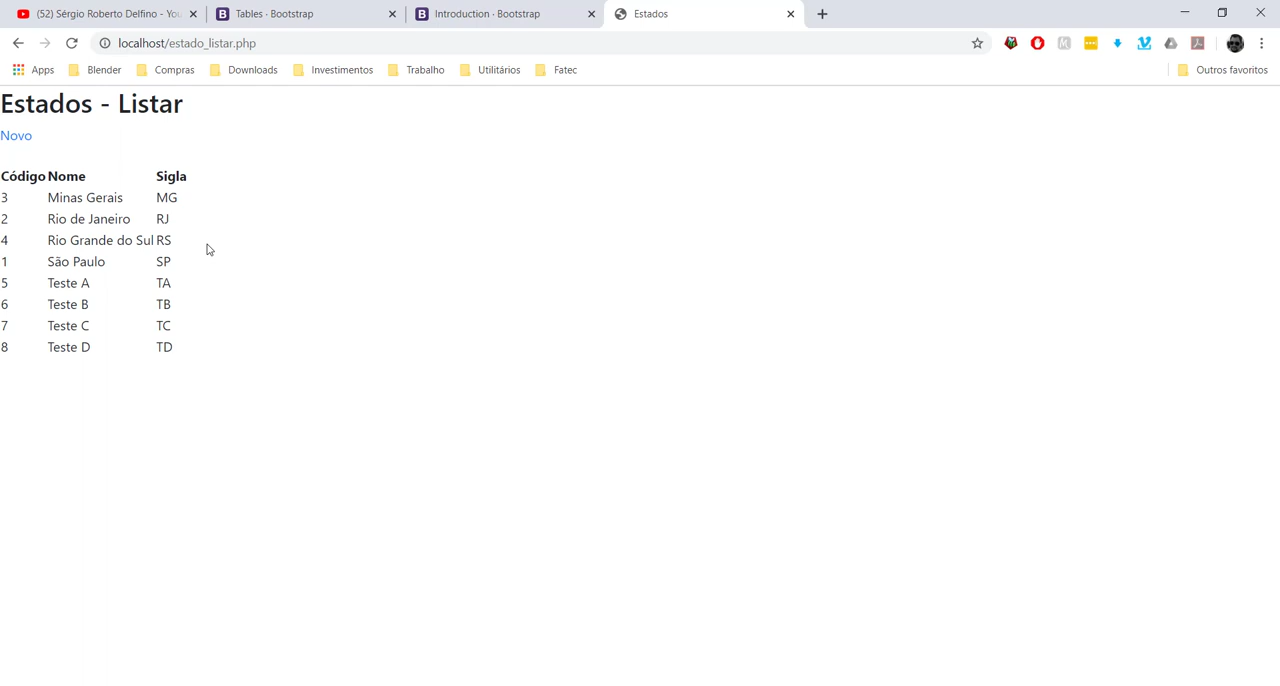 (52) Sérgio Roberto Delfino - You
Tables · Bootstrap
Introduction · Bootstrap
Estados
localhost/estado_listar.php
Apps
Blender
Compras
Downloads
Investimentos
Trabalho
Utilitários
Fatec
Outros favoritos
Estados - Listar
Novo
Código Nome Sigla
3 Minas Gerais MG
2 Rio de Janeiro RJ
4 Rio Grande do Sul RS
1 São Paulo SP
5 Teste A TA
6 Teste B TB
7 Teste C TC
8 Teste D TD